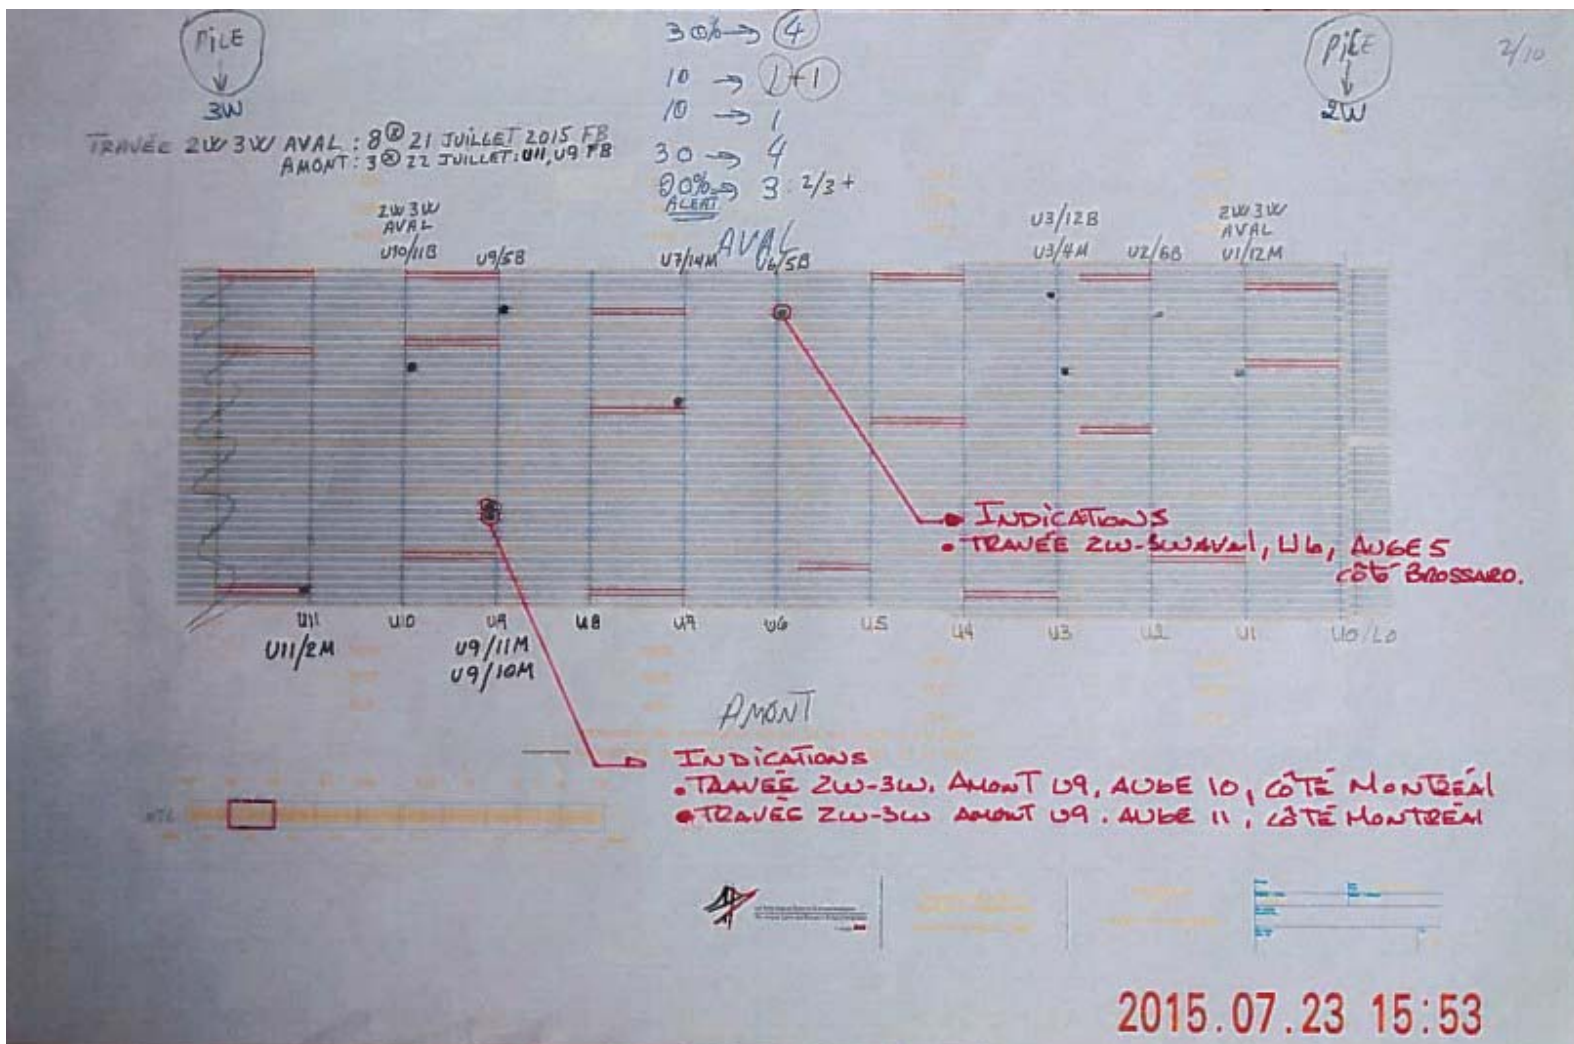 PILE
3W
30% → 4
10 → 1 + 1
10 → 1
30 → 4
90% → 3 : 2/3 +
ALERT
PILE
2W
2/10
TRAVÉE 2W 3W AVAL : 8 ⊗ 21 JUILLET 2015 FB
AMONT : 3 ⊗ 22 JUILLET : U11, U9 FB
2W 3W
AVAL
U10/11B
U9/5B
U7/14M
AVAL
U6/5B
U3/12B
U3/4M
U2/6B
2W 3W
AVAL
U1/12M
INDICATIONS
• TRAVÉE 2W-3W AVAL, U6, AUGE 5
CÔTÉ BROSSARD.
U11 U10 U9 U8 U7 U6 U5 U4 U3 U2 U1 U0/L0
U11/2M
U9/11M
U9/10M
AMONT
INDICATIONS
• TRAVÉE 2W-3W. AMONT U9, AUGE 10, CÔTÉ MONTRÉAL
• TRAVÉE 2W-3W AMONT U9. AUGE 11, CÔTÉ MONTRÉAL
2015.07.23 15:53